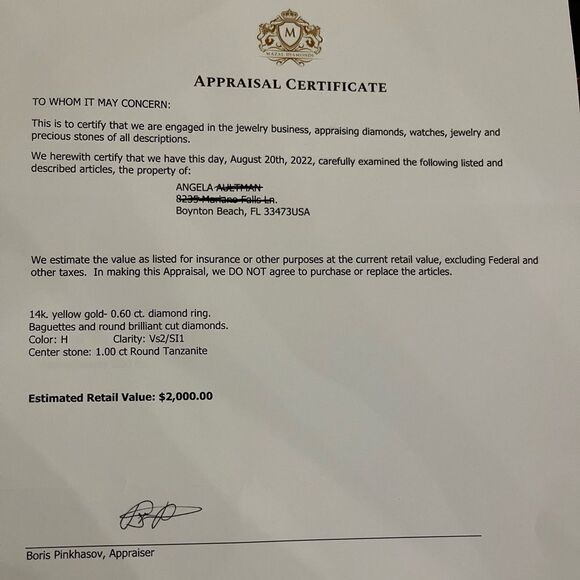 M
MAZAL DIAMONDS
APPRAISAL CERTIFICATE
TO WHOM IT MAY CONCERN:
This is to certify that we are engaged in the jewelry business, appraising diamonds, watches, jewelry and
precious stones of all descriptions.
We herewith certify that we have this day, August 20th, 2022, carefully examined the following listed and
described articles, the property of:
ANGELA
Boynton Beach, FL 33473USA
We estimate the value as listed for insurance or other purposes at the current retail value, excluding Federal and
other taxes. In making this Appraisal, we DO NOT agree to purchase or replace the articles.
14k. yellow gold- 0.60 ct. diamond ring.
Baguettes and round brilliant cut diamonds.
Color: H Clarity: Vs2/SI1
Center stone: 1.00 ct Round Tanzanite
Estimated Retail Value: $2,000.00
Boris Pinkhasov, Appraiser